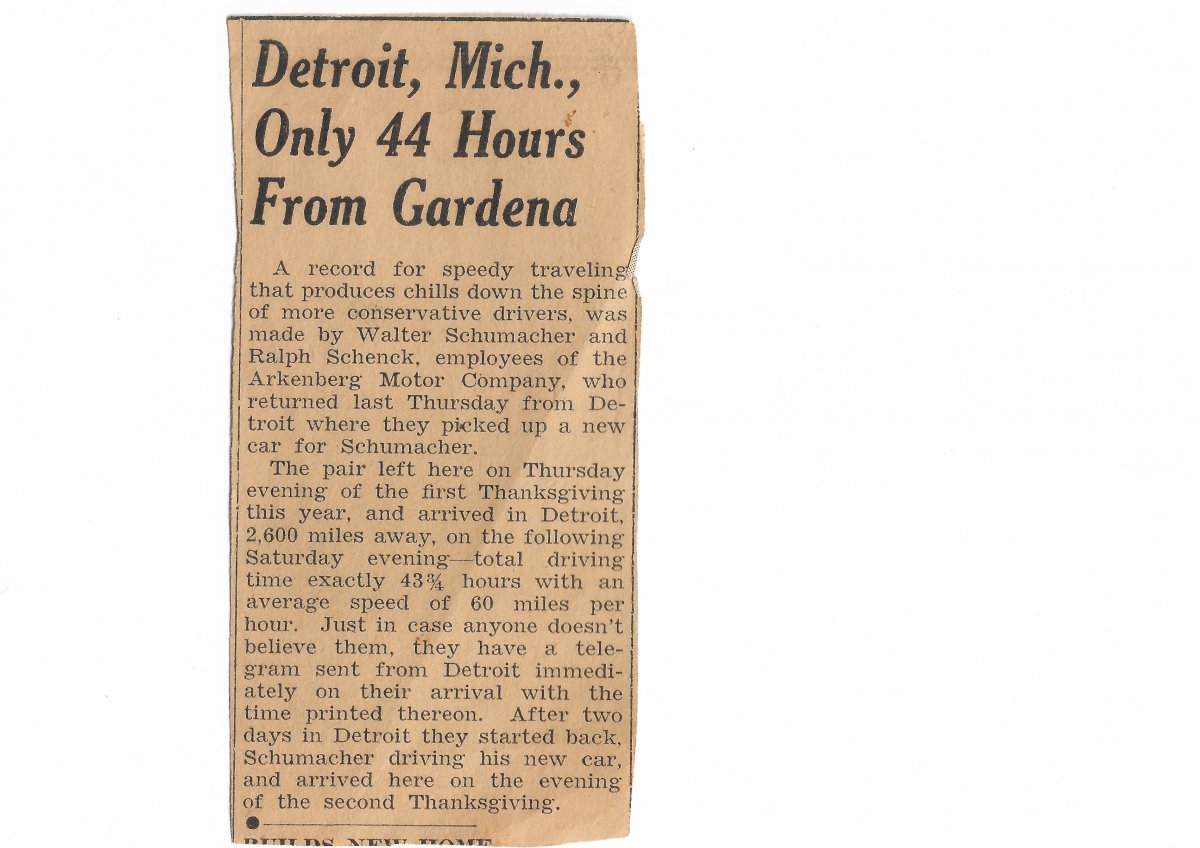 Detroit, Mich.,
Only 44 Hours
From Gardena
A record for speedy traveling
that produces chills down the spine
of more conservative drivers, was
made by Walter Schumacher and
Ralph Schenck, employees of the
Arkenberg Motor Company, who
returned last Thursday from De-
troit where they picked up a new
car for Schumacher.
The pair left here on Thursday
evening of the first Thanksgiving
this year, and arrived in Detroit,
2,600 miles away, on the following
Saturday evening—total driving
time exactly 43¾ hours with an
average speed of 60 miles per
hour. Just in case anyone doesn't
believe them, they have a tele-
gram sent from Detroit immedi-
ately on their arrival with the
time printed thereon. After two
days in Detroit they started back,
Schumacher driving his new car,
and arrived here on the evening
of the second Thanksgiving.
BUILDS NEW HOME